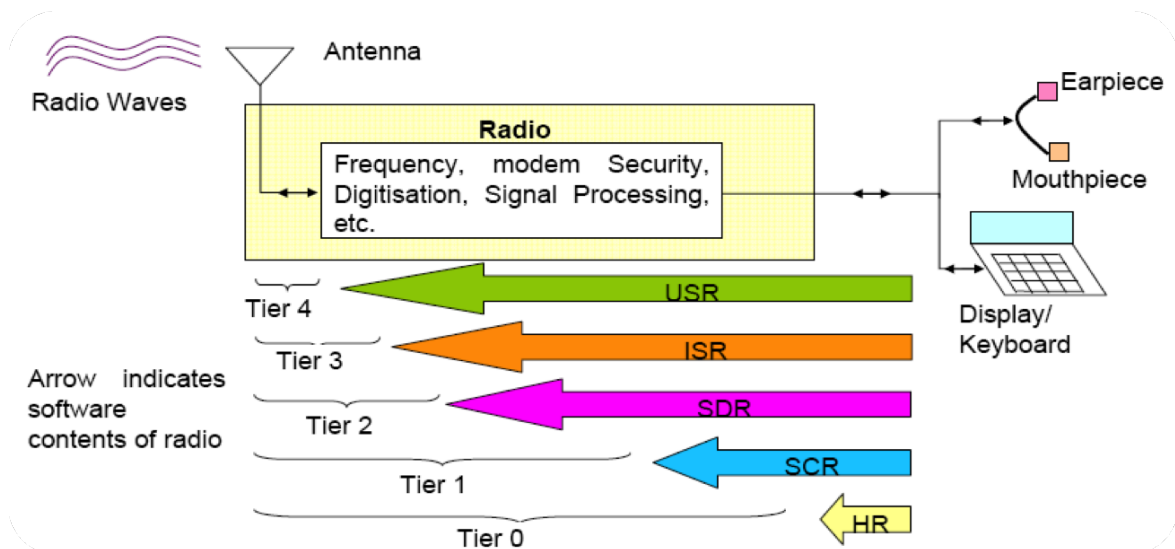 Antenna
Radio Waves
Earpiece
Radio
Frequency, modem Security,
Digitisation, Signal Processing,
etc.
Mouthpiece
Tier 4
USR
Display/
Keyboard
Tier 3
ISR
Arrow indicates
software
contents of radio
Tier 2
SDR
Tier 1
SCR
Tier 0
HR